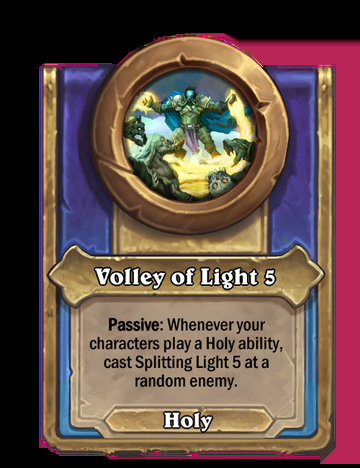 Volley of Light 5
Passive: Whenever your
characters play a Holy ability,
cast Splitting Light 5 at a
random enemy.
Holy